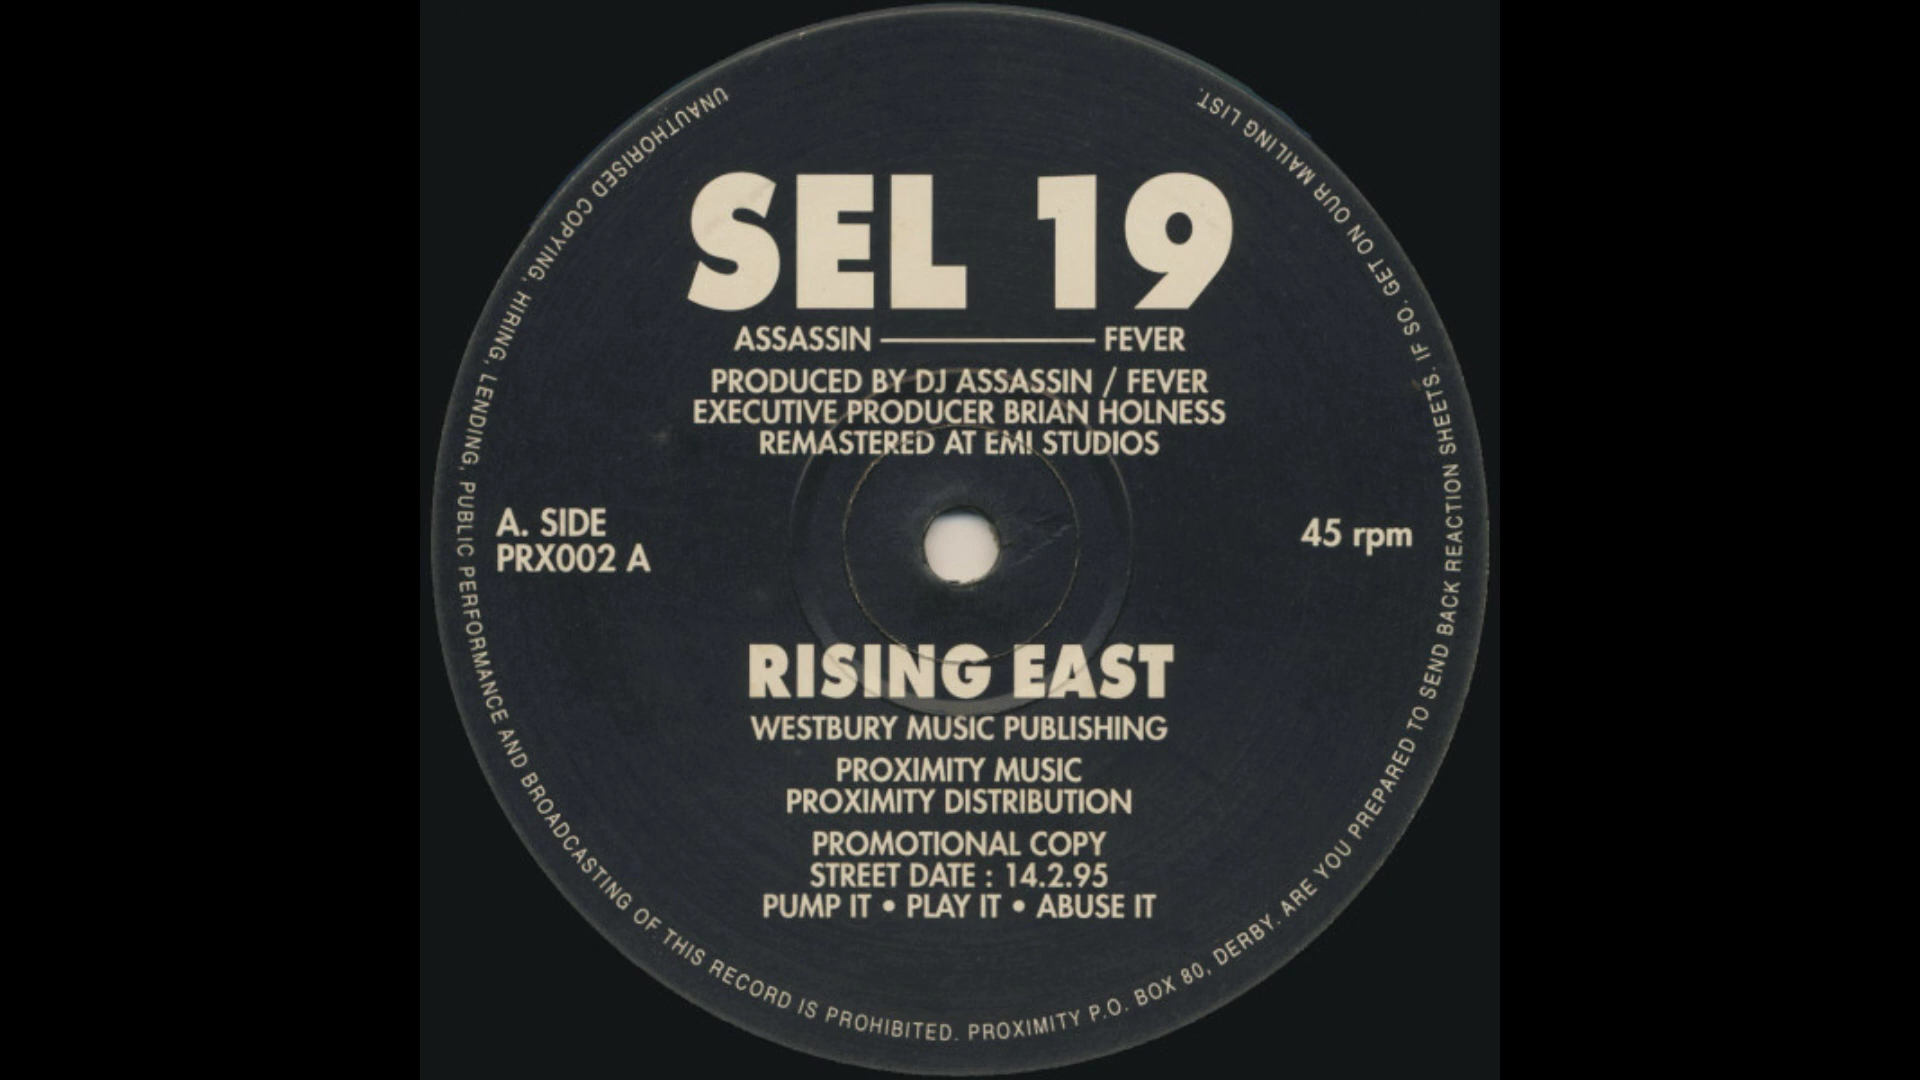 SEL 19
ASSASSIN FEVER
PRODUCED BY DJ ASSASSIN / FEVER
EXECUTIVE PRODUCER BRIAN HOLNESS
REMASTERED AT EMI STUDIOS
A. SIDE
PRX002 A
45 rpm
RISING EAST
WESTBURY MUSIC PUBLISHING
PROXIMITY MUSIC
PROXIMITY DISTRIBUTION
PROMOTIONAL COPY
STREET DATE : 14.2.95
PUMP IT • PLAY IT • ABUSE IT
UNAUTHORISED COPYING, HIRING, LENDING, PUBLIC PERFORMANCE AND BROADCASTING OF THIS RECORD IS PROHIBITED. PROXIMITY P.O. BOX 80, DERBY. ARE YOU PREPARED TO SEND BACK REACTION SHEETS. IF SO. GET ON OUR MAILING LIST.